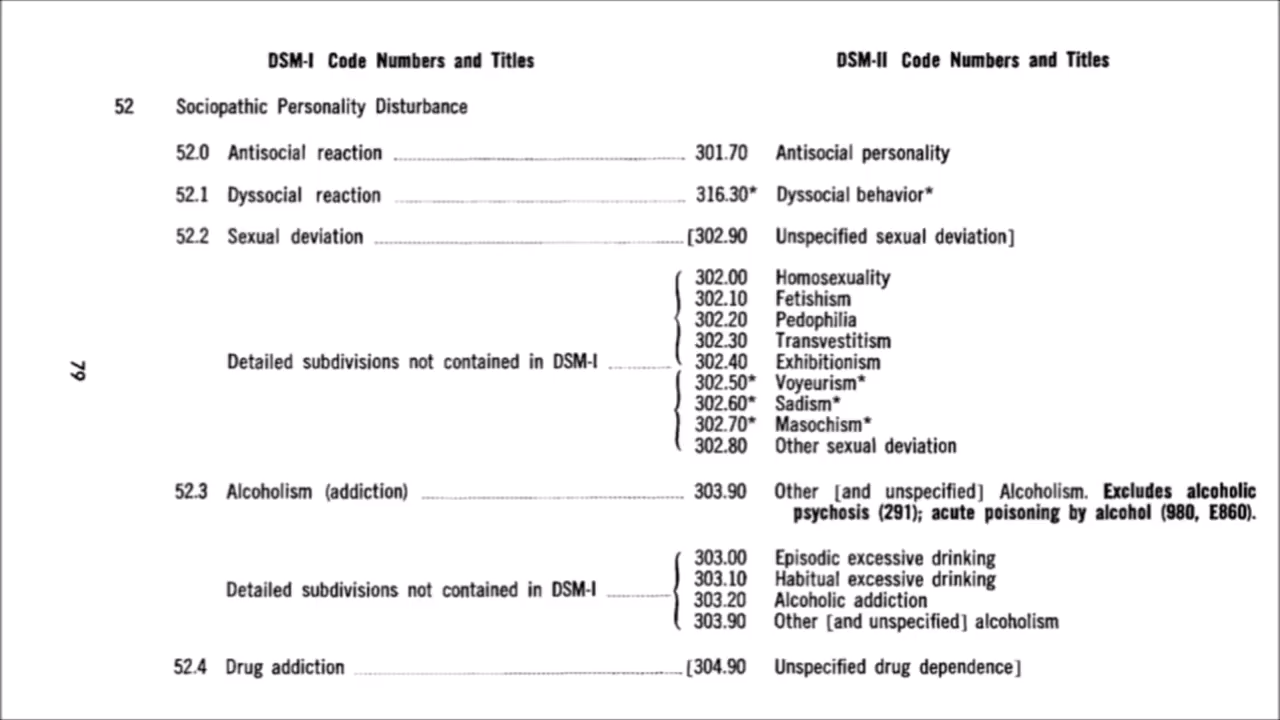 DSM-I Code Numbers and Titles DSM-II Code Numbers and Titles
52 Sociopathic Personality Disturbance
52.0 Antisocial reaction 301.70 Antisocial personality
52.1 Dyssocial reaction 316.30* Dyssocial behavior*
52.2 Sexual deviation [302.90 Unspecified sexual deviation]
302.00 Homosexuality
302.10 Fetishism
302.20 Pedophilia
302.30 Transvestitism
Detailed subdivisions not contained in DSM-I 302.40 Exhibitionism
302.50* Voyeurism*
302.60* Sadism*
302.70* Masochism*
302.80 Other sexual deviation
52.3 Alcoholism (addiction) 303.90 Other [and unspecified] Alcoholism. Excludes alcoholic
psychosis (291); acute poisoning by alcohol (980, E860).
303.00 Episodic excessive drinking
303.10 Habitual excessive drinking
Detailed subdivisions not contained in DSM-I
303.20 Alcoholic addiction
303.90 Other [and unspecified] alcoholism
52.4 Drug addiction [304.90 Unspecified drug dependence]
79